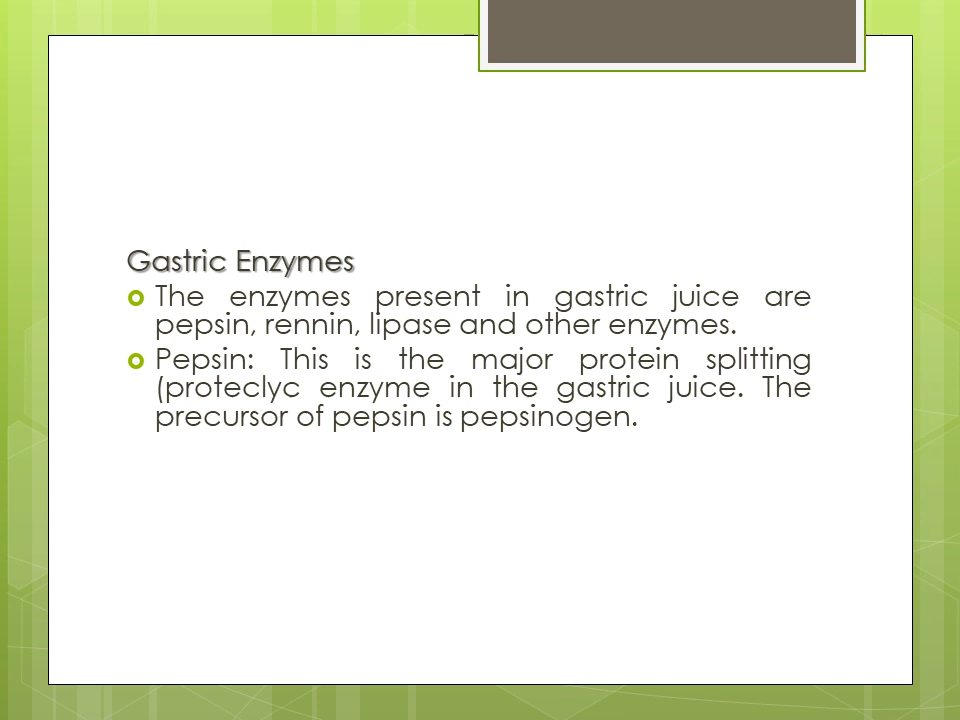 Gastric Enzymes
The enzymes present in gastric juice are
pepsin, rennin, lipase and other enzymes.
Pepsin: This is the major protein splitting
(proteclyc enzyme in the gastric juice. The
precursor of pepsin is pepsinogen.